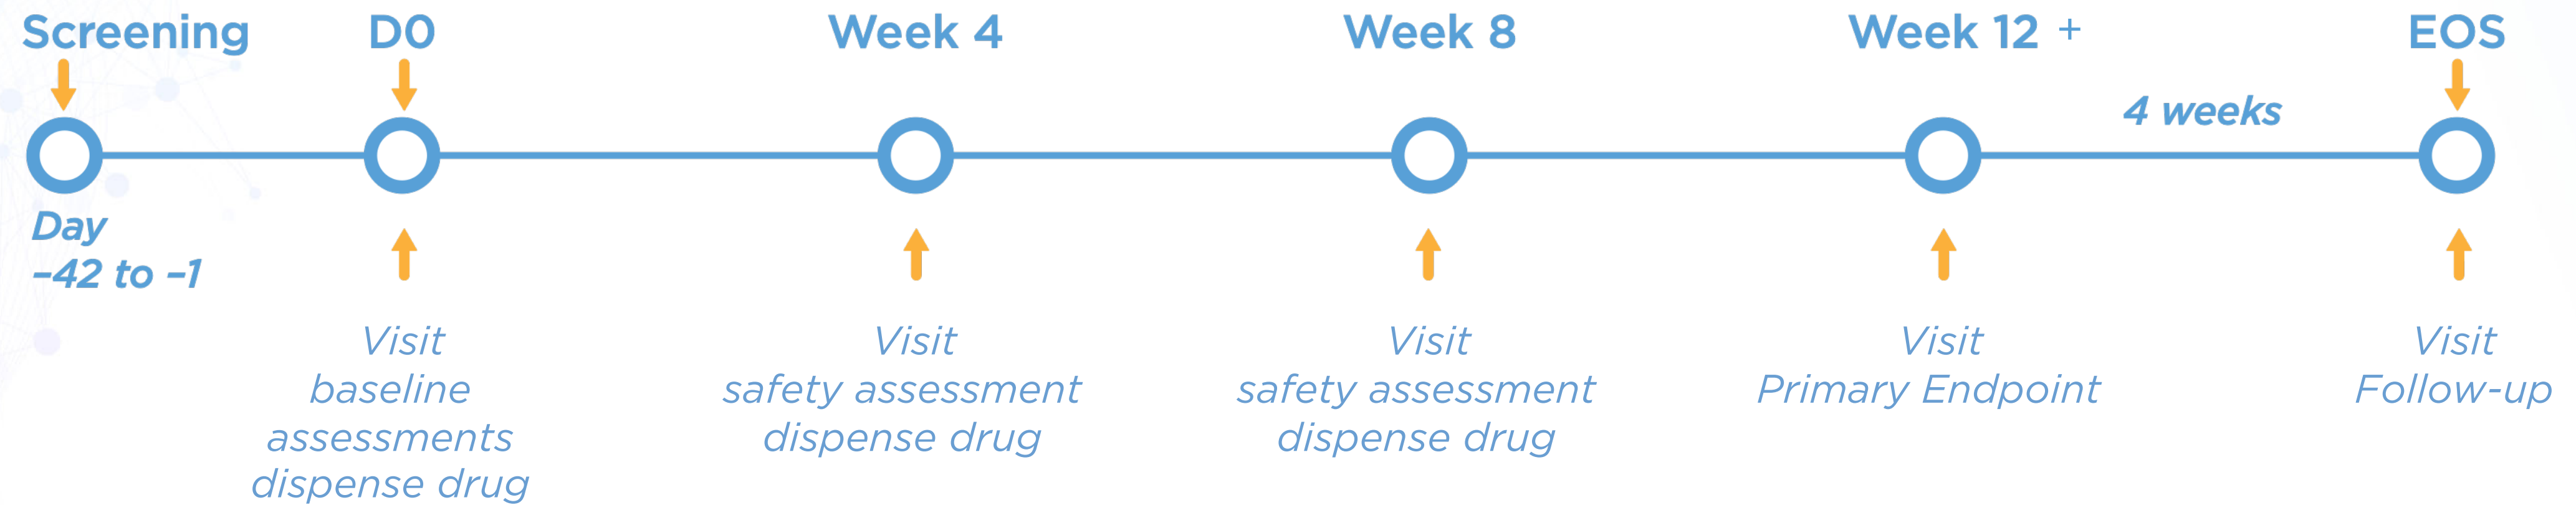 Screening
D0
Week 4
Week 8
Week 12 +
EOS
4 weeks
Day
–42 to –1
Visit
baseline
assessments
dispense drug
Visit
safety assessment
dispense drug
Visit
safety assessment
dispense drug
Visit
Primary Endpoint
Visit
Follow-up